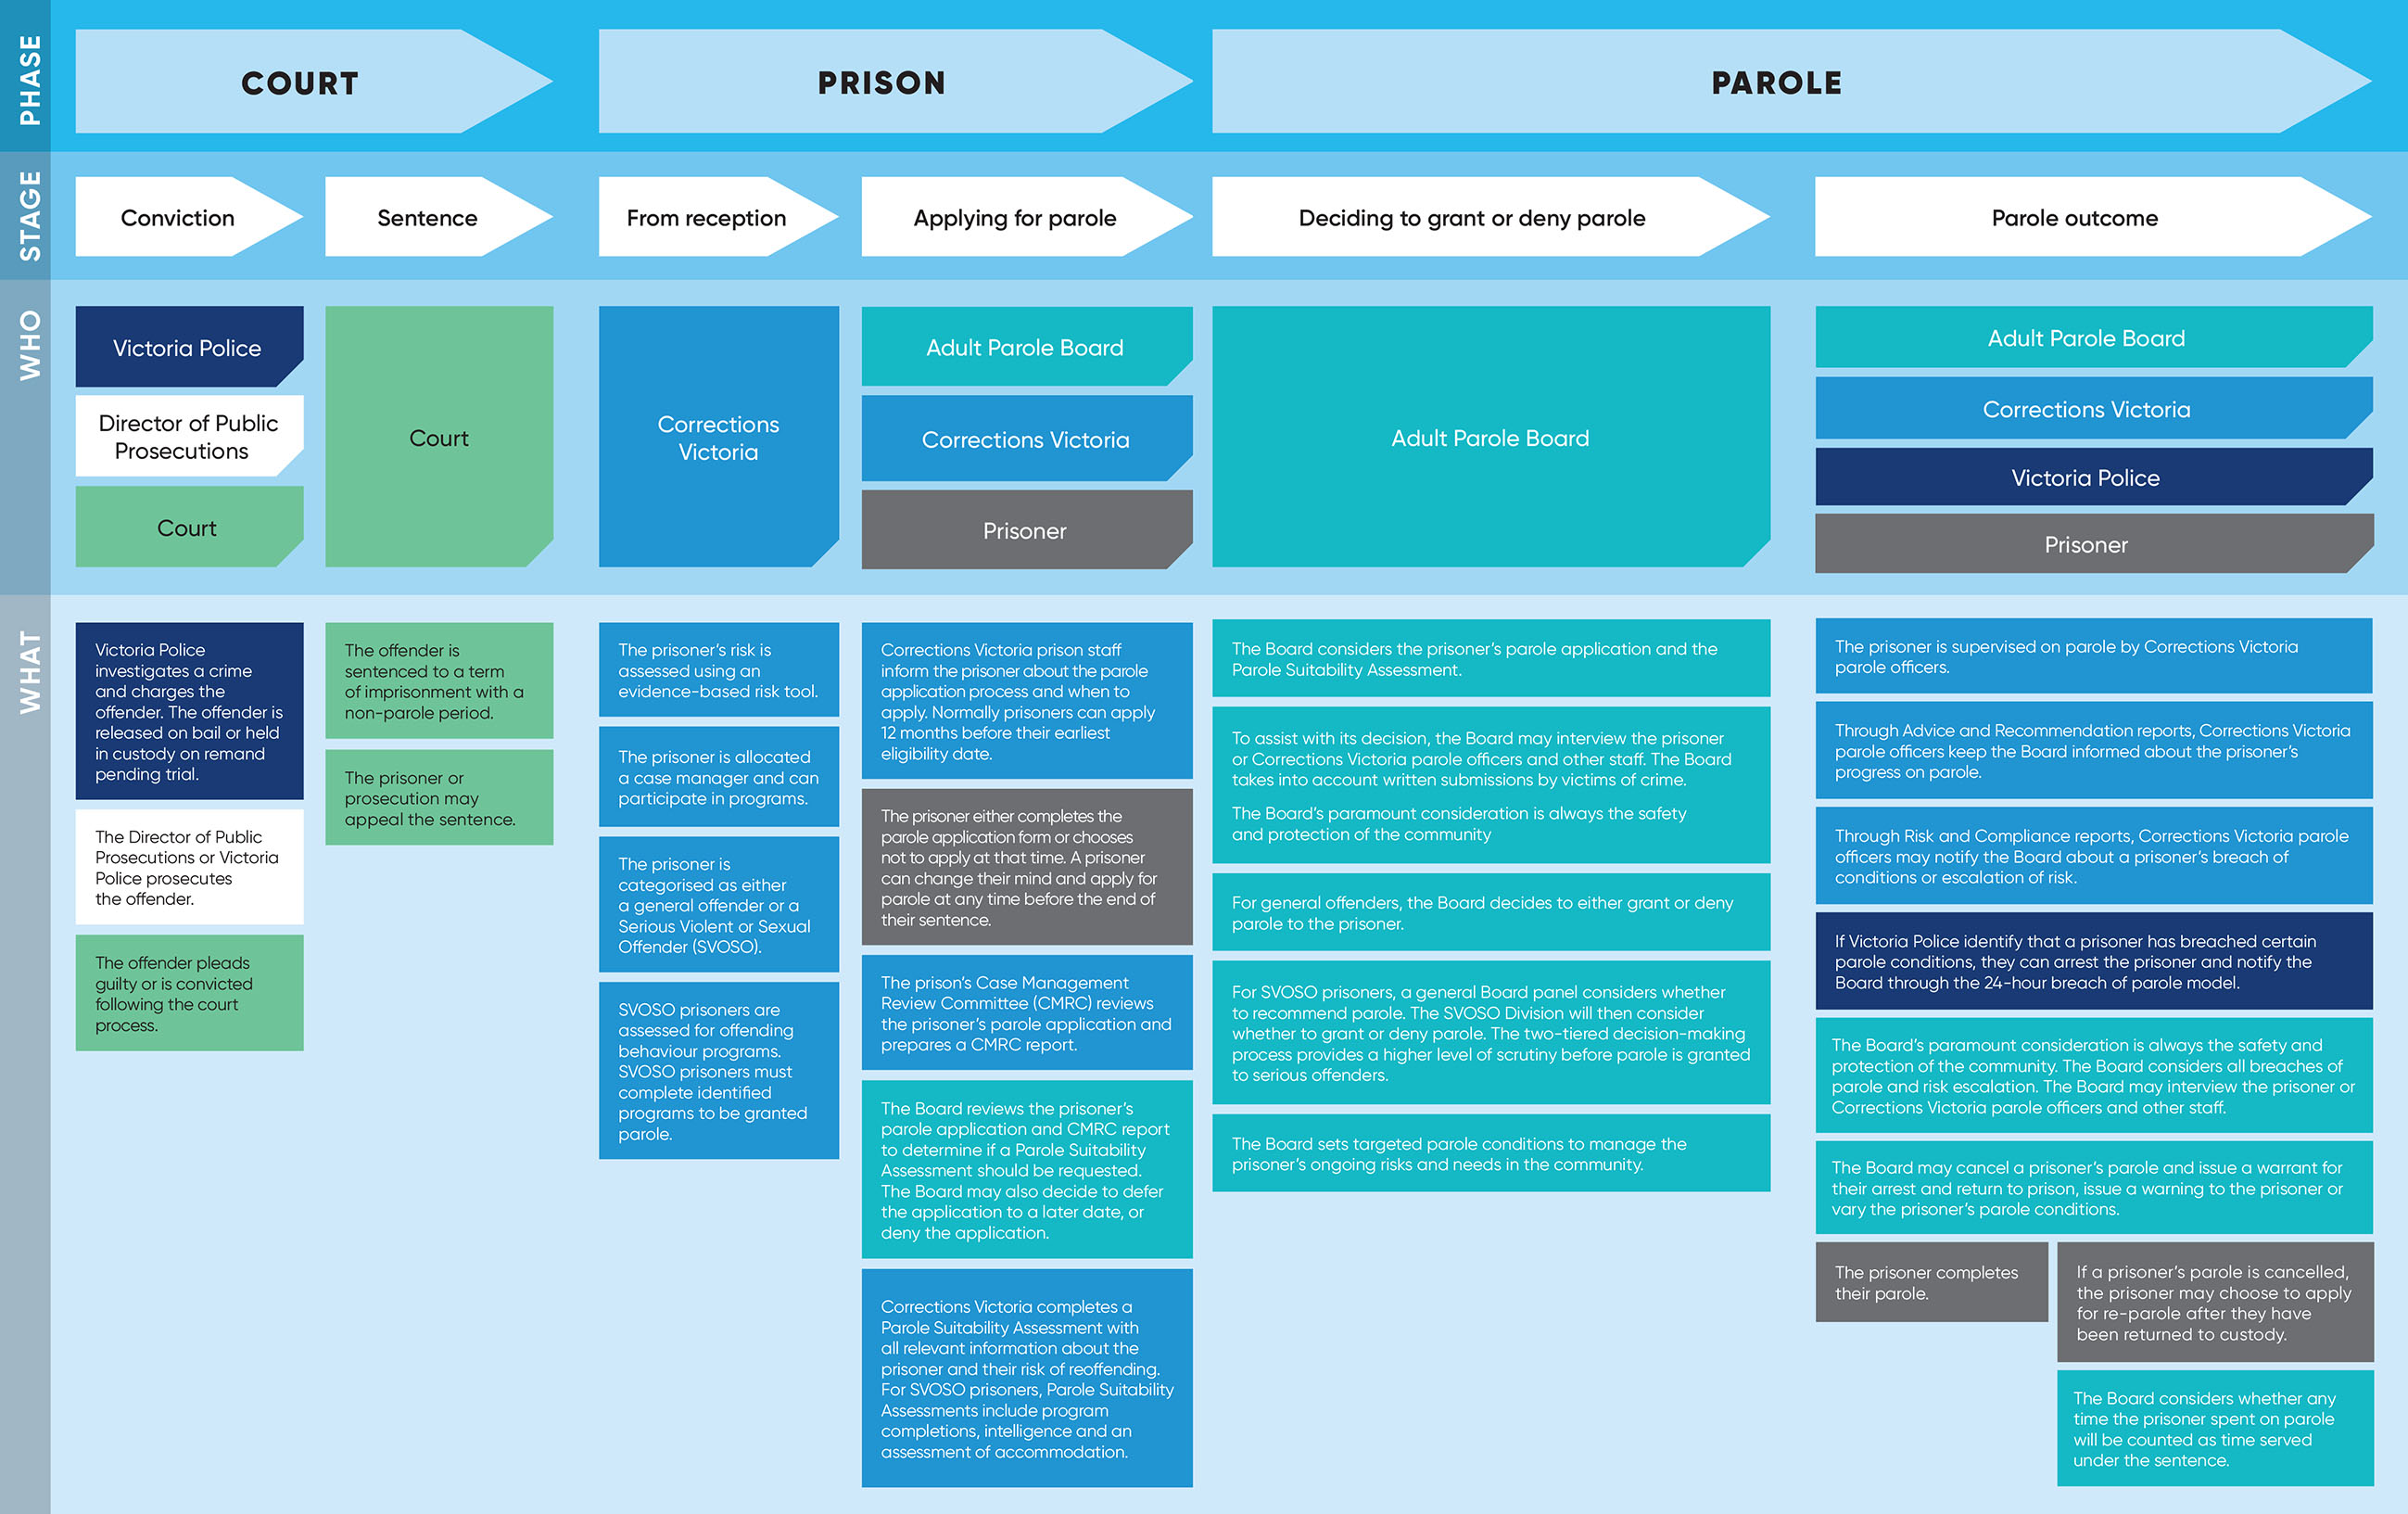 PHASE
COURT
PRISON
PAROLE
STAGE
Conviction
Sentence
From reception
Applying for parole
Deciding to grant or deny parole
Parole outcome
WHO
Victoria Police
Director of Public
Prosecutions
Court
Court
Corrections
Victoria
Adult Parole Board
Corrections Victoria
Prisoner
Adult Parole Board
Adult Parole Board
Corrections Victoria
Victoria Police
Prisoner
WHAT
Victoria Police
investigates a crime
and charges the
offender. The offender is
released on bail or held
in custody on remand
pending trial.
The Director of Public
Prosecutions or Victoria
Police prosecutes
the offender.
The offender pleads
guilty or is convicted
following the court
process.
The offender is
sentenced to a term
of imprisonment with a
non-parole period.
The prisoner or
prosecution may
appeal the sentence.
The prisoner's risk is
assessed using an
evidence-based risk tool.
The prisoner is allocated
a case manager and can
participate in programs.
The prisoner is
categorised as either
a general offender or a
Serious Violent or Sexual
Offender (SVOSO).
SVOSO prisoners are
assessed for offending
behaviour programs.
SVOSO prisoners must
complete identified
programs to be granted
parole.
Corrections Victoria prison staff
inform the prisoner about the parole
application process and when to
apply. Normally prisoners can apply
12 months before their earliest
eligibility date.
The prisoner either completes the
parole application form or chooses
not to apply at that time. A prisoner
can change their mind and apply for
parole at any time before the end of
their sentence.
The prison's Case Management
Review Committee (CMRC) reviews
the prisoner's parole application and
prepares a CMRC report.
The Board reviews the prisoner's
parole application and CMRC report
to determine if a Parole Suitability
Assessment should be requested.
The Board may also decide to defer
the application to a later date, or
deny the application.
Corrections Victoria completes a
Parole Suitability Assessment with
all relevant information about the
prisoner and their risk of reoffending.
For SVOSO prisoners, Parole Suitability
Assessments include program
completions, intelligence and an
assessment of accommodation.
The Board considers the prisoner's parole application and the
Parole Suitability Assessment.
To assist with its decision, the Board may interview the prisoner
or Corrections Victoria parole officers and other staff. The Board
takes into account written submissions by victims of crime.
The Board's paramount consideration is always the safety
and protection of the community
For general offenders, the Board decides to either grant or deny
parole to the prisoner.
For SVOSO prisoners, a general Board panel considers whether
to recommend parole. The SVOSO Division will then consider
whether to grant or deny parole. The two-tiered decision-making
process provides a higher level of scrutiny before parole is granted
to serious offenders.
The Board sets targeted parole conditions to manage the
prisoner's ongoing risks and needs in the community.
The prisoner is supervised on parole by Corrections Victoria
parole officers.
Through Advice and Recommendation reports, Corrections Victoria
parole officers keep the Board informed about the prisoner's
progress on parole.
Through Risk and Compliance reports, Corrections Victoria parole
officers may notify the Board about a prisoner's breach of
conditions or escalation of risk.
If Victoria Police identify that a prisoner has breached certain
parole conditions, they can arrest the prisoner and notify the
Board through the 24-hour breach of parole model.
The Board's paramount consideration is always the safety and
protection of the community. The Board considers all breaches of
parole and risk escalation. The Board may interview the prisoner or
Corrections Victoria parole officers and other staff.
The Board may cancel a prisoner's parole and issue a warrant for
their arrest and return to prison, issue a warning to the prisoner or
vary the prisoner's parole conditions.
The prisoner completes
their parole.
If a prisoner's parole is cancelled,
the prisoner may choose to apply
for re-parole after they have
been returned to custody.
The Board considers whether any
time the prisoner spent on parole
will be counted as time served
under the sentence.